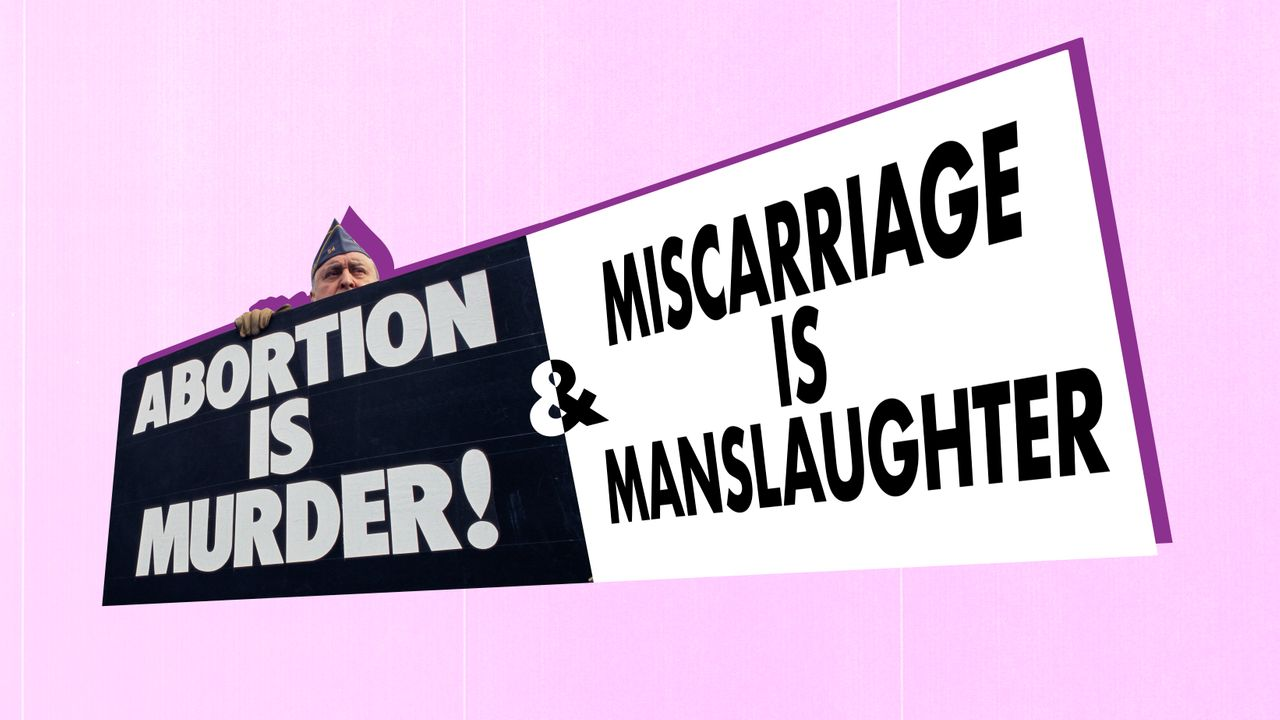 ABORTION
IS
MURDER!
&
MISCARRIAGE
IS
MANSLAUGHTER